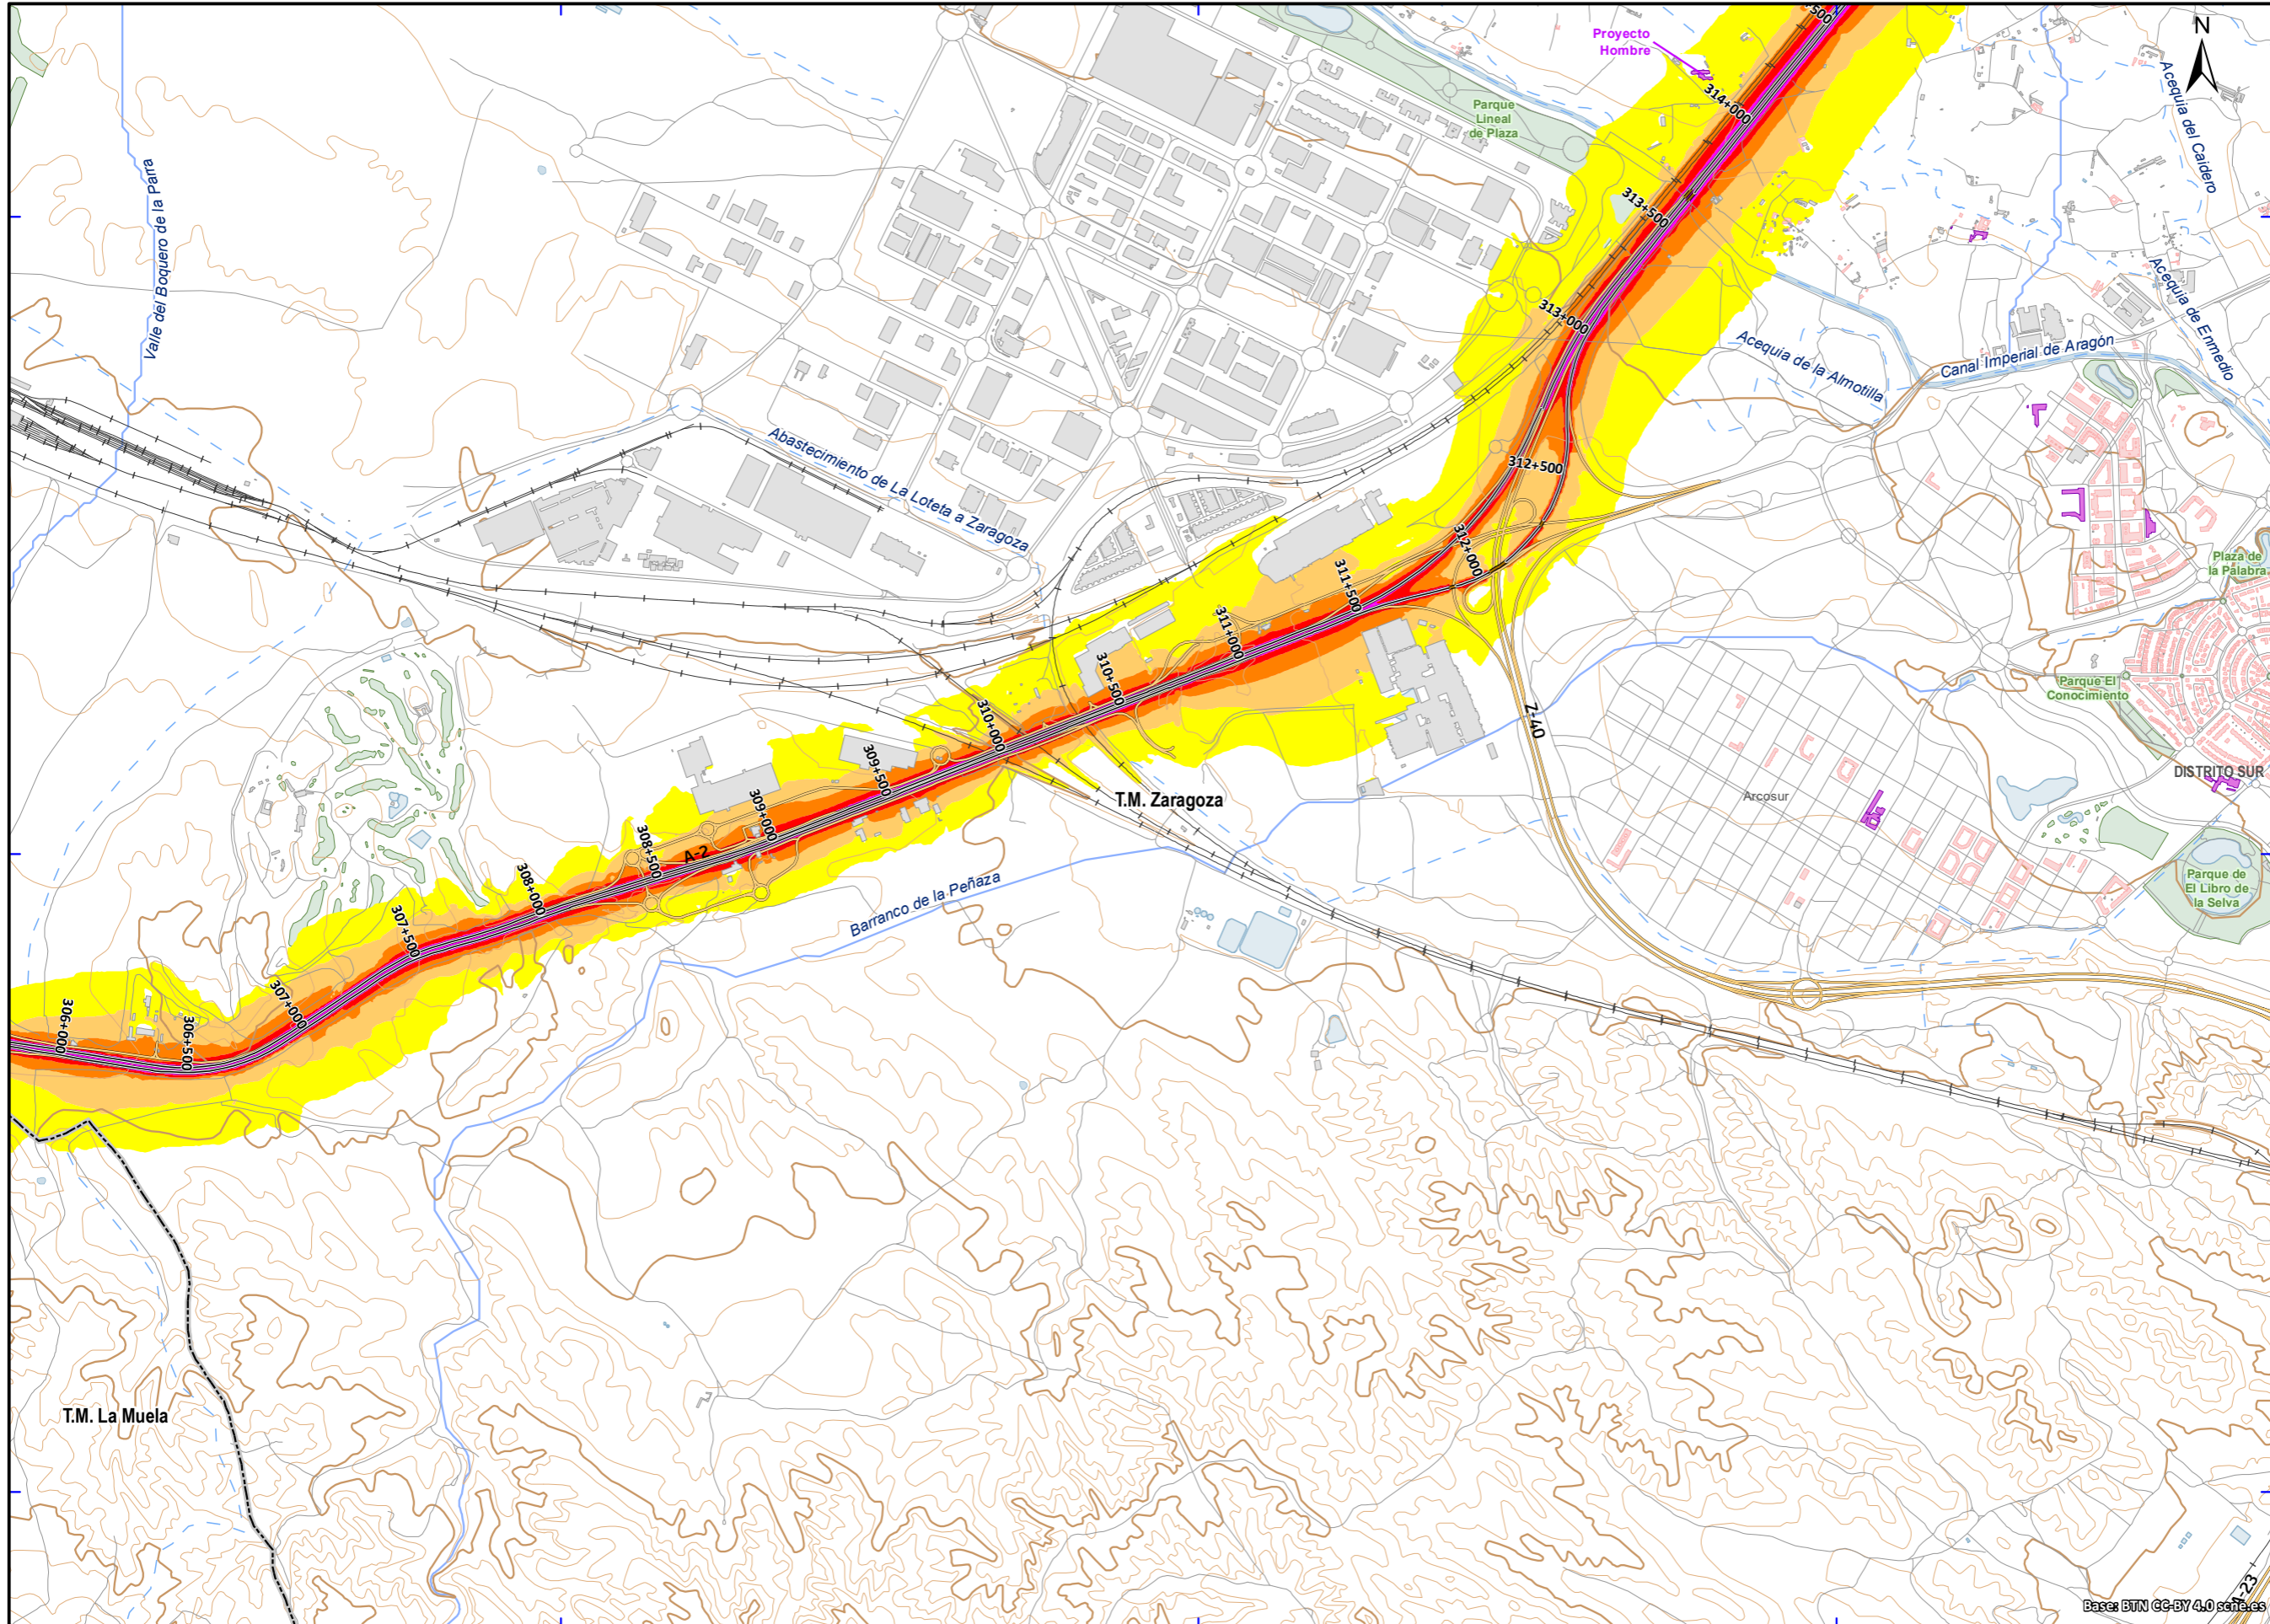 +500
N
Proyecto
Hombre
314+000
Acequia del Caidero
Parque
Lineal
de Plaza
Valle del Boquero de la Parra
313+500
Acequia de Enmedio
313+000
Acequia de la Almotilla
Canal Imperial de Aragón
Abastecimiento de La Loteta a Zaragoza
312+500
312+000
Plaza de
la Palabra
311+500
311+000
310+500
Parque El
Conocimiento
310+000
Z-40
309+500
DISTRITO SUR
T.M. Zaragoza
Arcosur
309+000
308+500
A-2
308+000
Barranco de la Peñaza
Parque de
El Libro de
la Selva
307+500
307+000
306+000
306+500
T.M. La Muela
A-23
Base: BTN CC-BY 4.0 scne.es